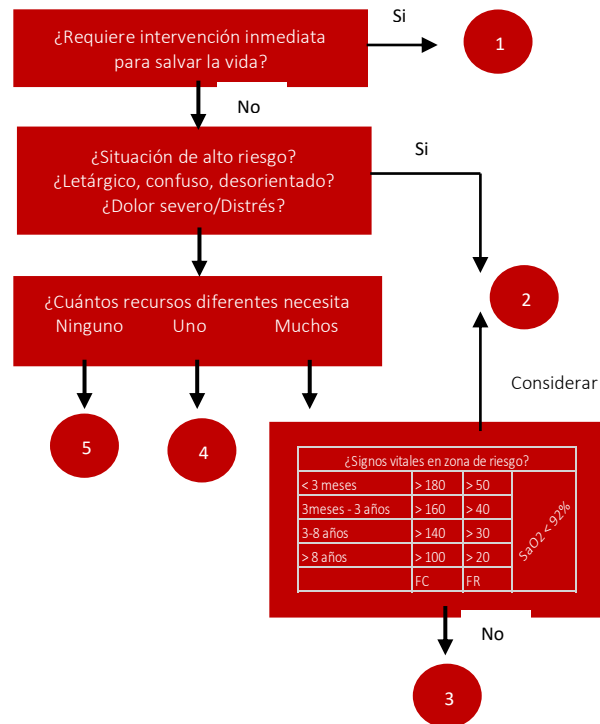 ¿Requiere intervención inmediata
para salvar la vida?
Si
1
No
¿Situación de alto riesgo?
¿Letárgico, confuso, desorientado?
¿Dolor severo/Distrés?
Si
2
¿Cuántos recursos diferentes necesita
Ninguno Uno Muchos
5
4
Considerar
¿Signos vitales en zona de riesgo?
< 3 meses > 180 > 50
3meses - 3 años > 160 > 40
3-8 años > 140 > 30
> 8 años > 100 > 20
FC FR
SaO2 < 92%
No
3